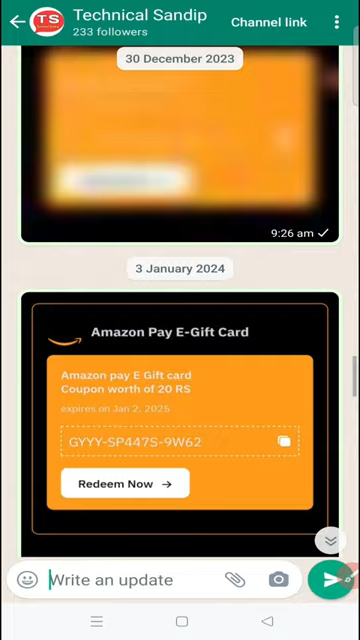 Technical Sandip
233 followers
Channel link
TS
30 December 2023
9:26 am
3 January 2024
Amazon Pay E-Gift Card
Amazon pay E Gift card
Coupon worth of 20 RS
expires on Jan 2, 2025
GYYY-SP447S-9W62
Redeem Now →
Write an update